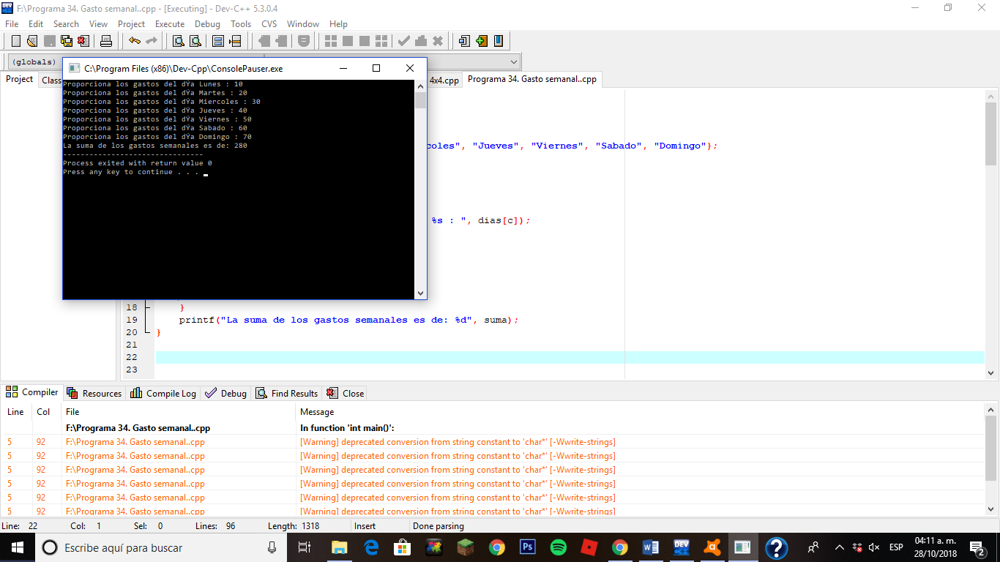 F:\Programa 34. Gasto semanal..cpp - [Executing] - Dev-C++ 5.3.0.4
File Edit Search View Project Execute Debug Tools CVS Window Help
(globals)
Project Class 4x4.cpp Programa 34. Gasto semanal..cpp
C:\Program Files (x86)\Dev-Cpp\ConsolePauser.exe
Proporciona los gastos del dÝa Lunes : 10
Proporciona los gastos del dÝa Martes : 20
Proporciona los gastos del dÝa Miercoles : 30
Proporciona los gastos del dÝa Jueves : 40
Proporciona los gastos del dÝa Viernes : 50
Proporciona los gastos del dÝa Sabado : 60
Proporciona los gastos del dÝa Domingo : 70
La suma de los gastos semanales es de: 280
--------------------------------
Process exited with return value 0
Press any key to continue . . .
coles", "Jueves", "Viernes", "Sabado", "Domingo"};
%s : ", dias[c]);
18 }
19 printf("La suma de los gastos semanales es de: %d", suma);
20 }
21
22
23
Compiler Resources Compile Log Debug Find Results Close
Line Col File Message
F:\Programa 34. Gasto semanal..cpp In function 'int main()':
5 92 F:\Programa 34. Gasto semanal..cpp [Warning] deprecated conversion from string constant to 'char*' [-Wwrite-strings]
5 92 F:\Programa 34. Gasto semanal..cpp [Warning] deprecated conversion from string constant to 'char*' [-Wwrite-strings]
5 92 F:\Programa 34. Gasto semanal..cpp [Warning] deprecated conversion from string constant to 'char*' [-Wwrite-strings]
5 92 F:\Programa 34. Gasto semanal..cpp [Warning] deprecated conversion from string constant to 'char*' [-Wwrite-strings]
5 92 F:\Programa 34. Gasto semanal..cpp [Warning] deprecated conversion from string constant to 'char*' [-Wwrite-strings]
5 92 F:\Programa 34. Gasto semanal..cpp [Warning] deprecated conversion from string constant to 'char*' [-Wwrite-strings]
Line: 22 Col: 1 Sel: 0 Lines: 96 Length: 1318 Insert Done parsing
Escribe aquí para buscar
Ps
DEV
ESP
04:11 a. m.
28/10/2018
2